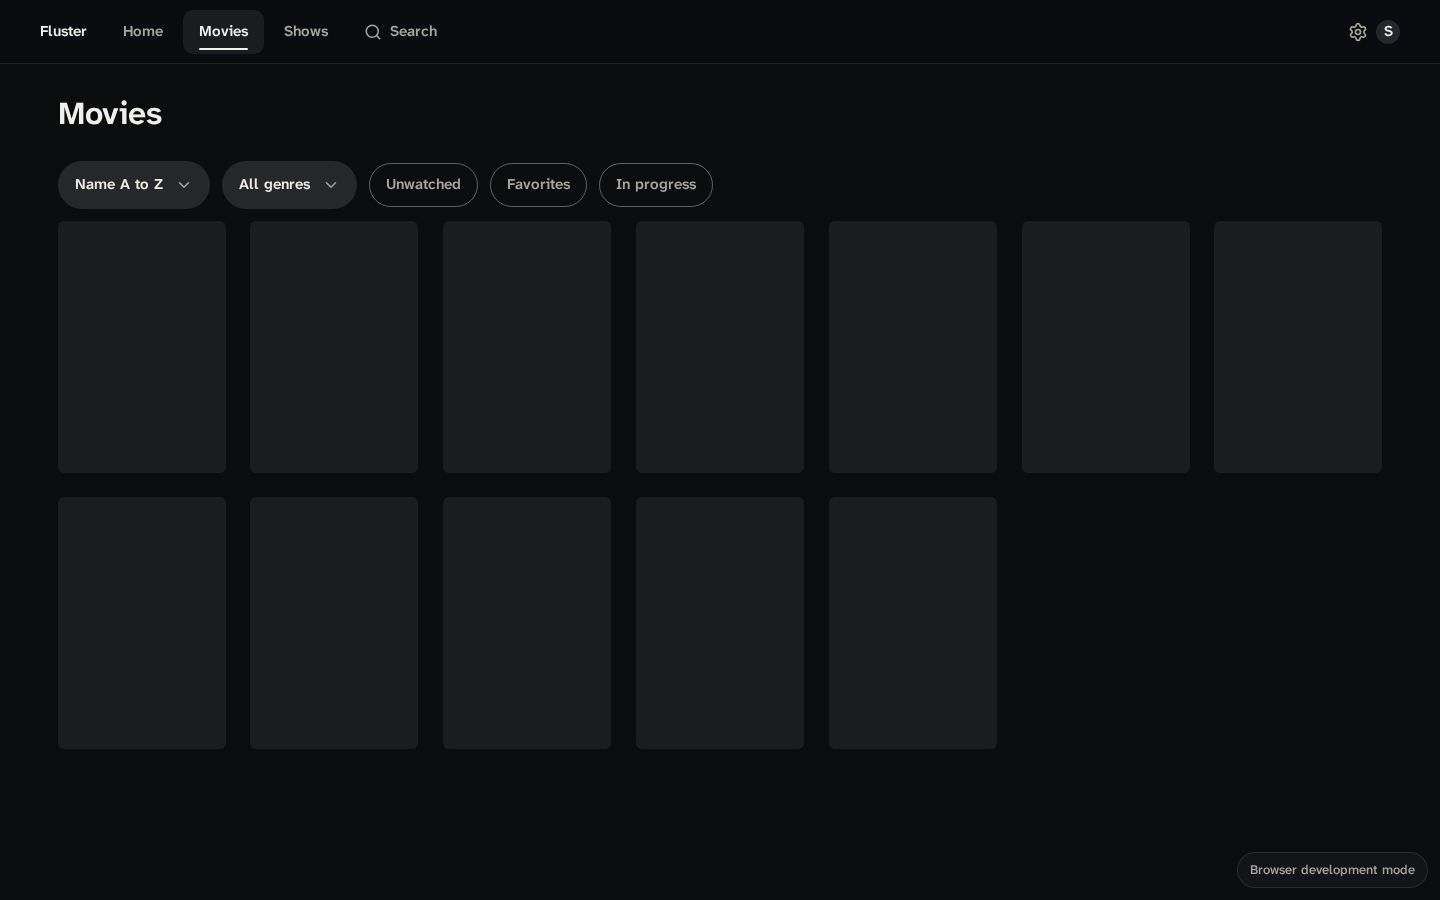 Fluster Home Movies Shows Search S
Movies
Name A to Z All genres Unwatched Favorites In progress
Browser development mode